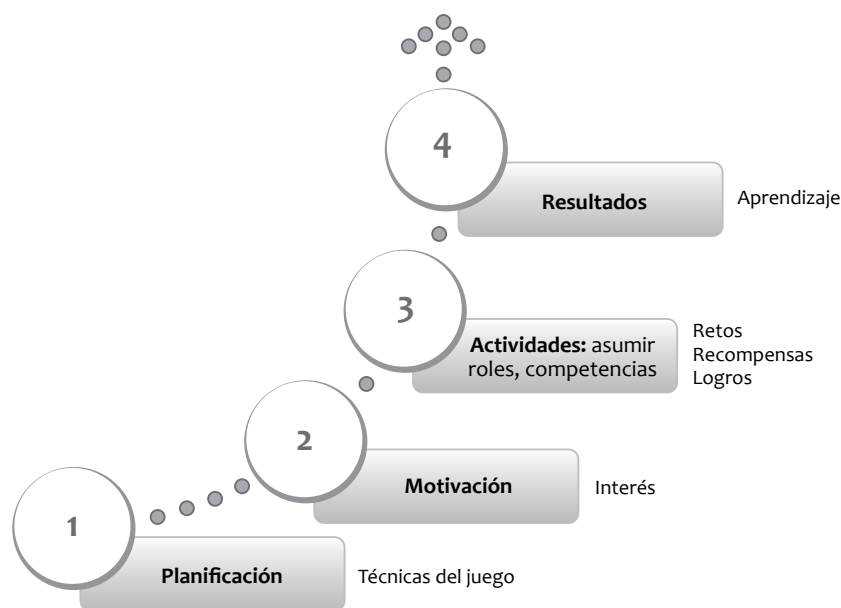 4
Resultados
Aprendizaje
3
Actividades: asumir
roles, competencias
Retos
Recompensas
Logros
2
Motivación
Interés
1
Planificación
Técnicas del juego